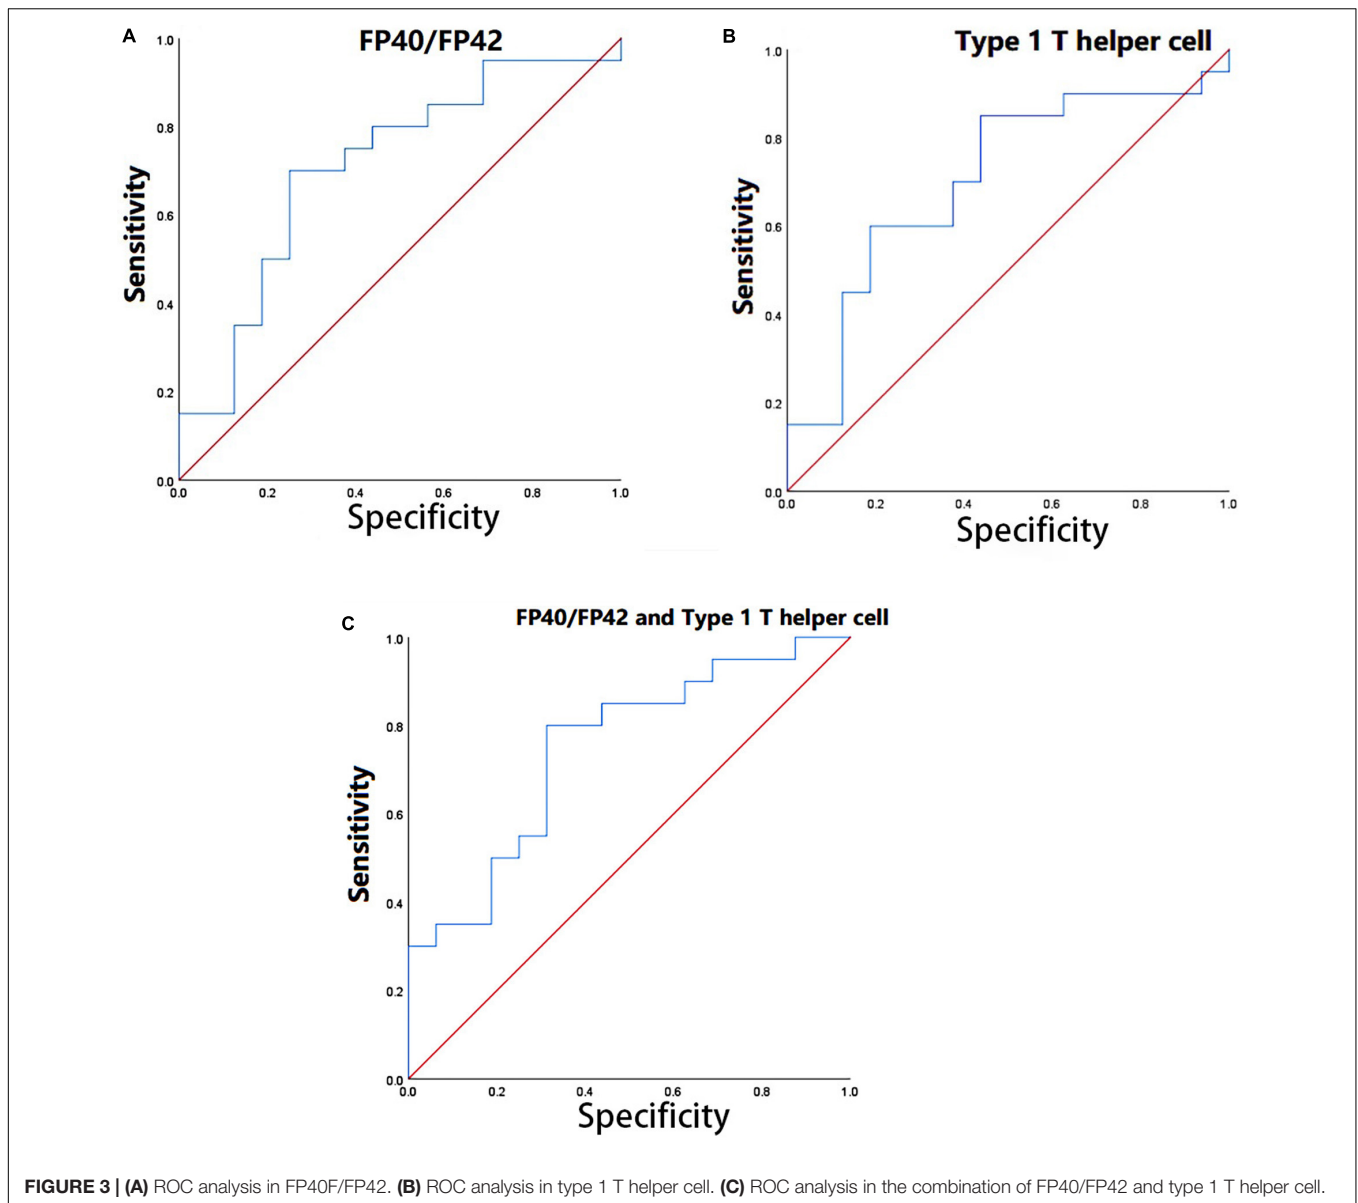 A
FP40/FP42
1.0
0.8
0.6
0.4
0.2
0.0
Sensitivity
0.0 0.2 0.4 0.6 0.8 1.0
Specificity
B
Type 1 T helper cell
1.0
0.8
0.6
0.4
0.2
0.0
Sensitivity
0.0 0.2 0.4 0.6 0.8 1.0
Specificity
C
FP40/FP42 and Type 1 T helper cell
1.0
0.8
0.6
0.4
0.2
0.0
Sensitivity
0.0 0.2 0.4 0.6 0.8 1.0
Specificity
FIGURE 3 | (A) ROC analysis in FP40F/FP42. (B) ROC analysis in type 1 T helper cell. (C) ROC analysis in the combination of FP40/FP42 and type 1 T helper cell.